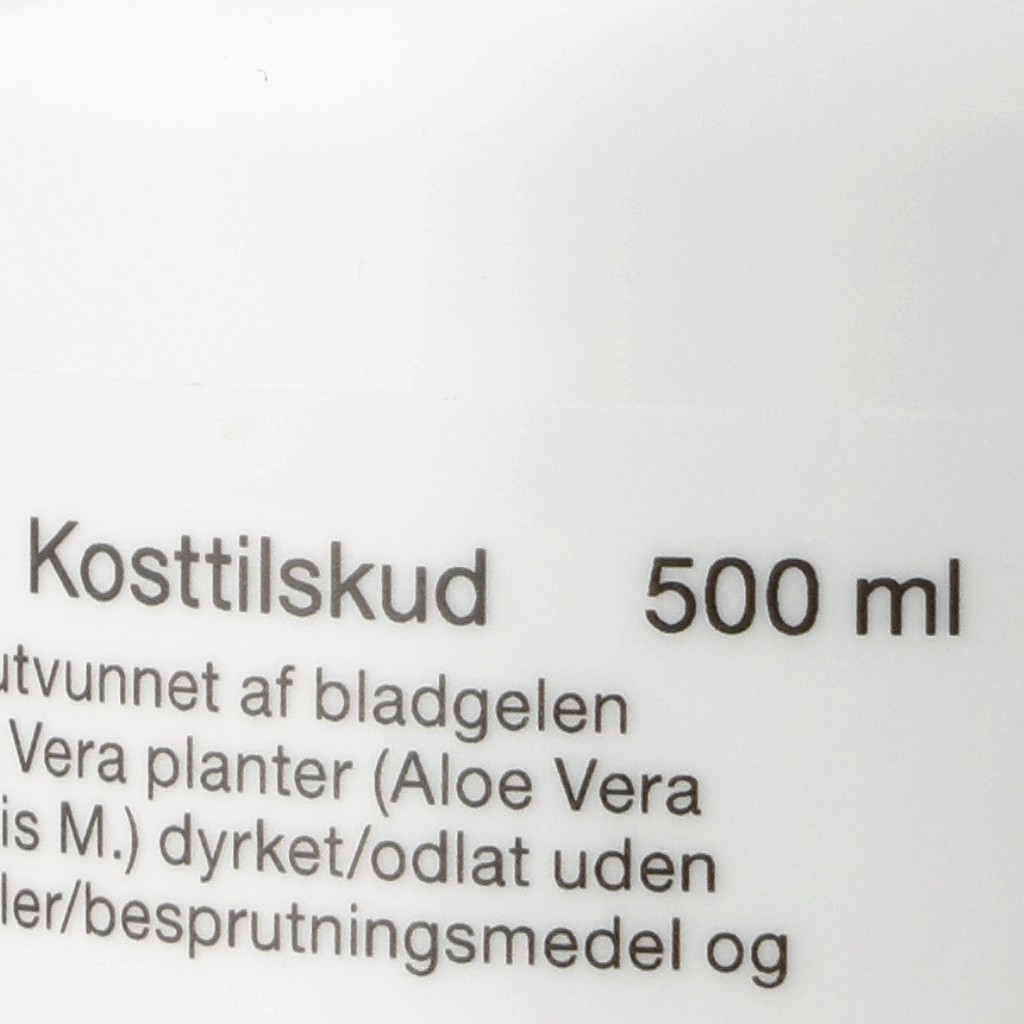 Kosttilskud 500 ml
utvunnet af bladgelen
Vera planter (Aloe Vera
is M.) dyrket/odlat uden
ler/besprutningsmedel og